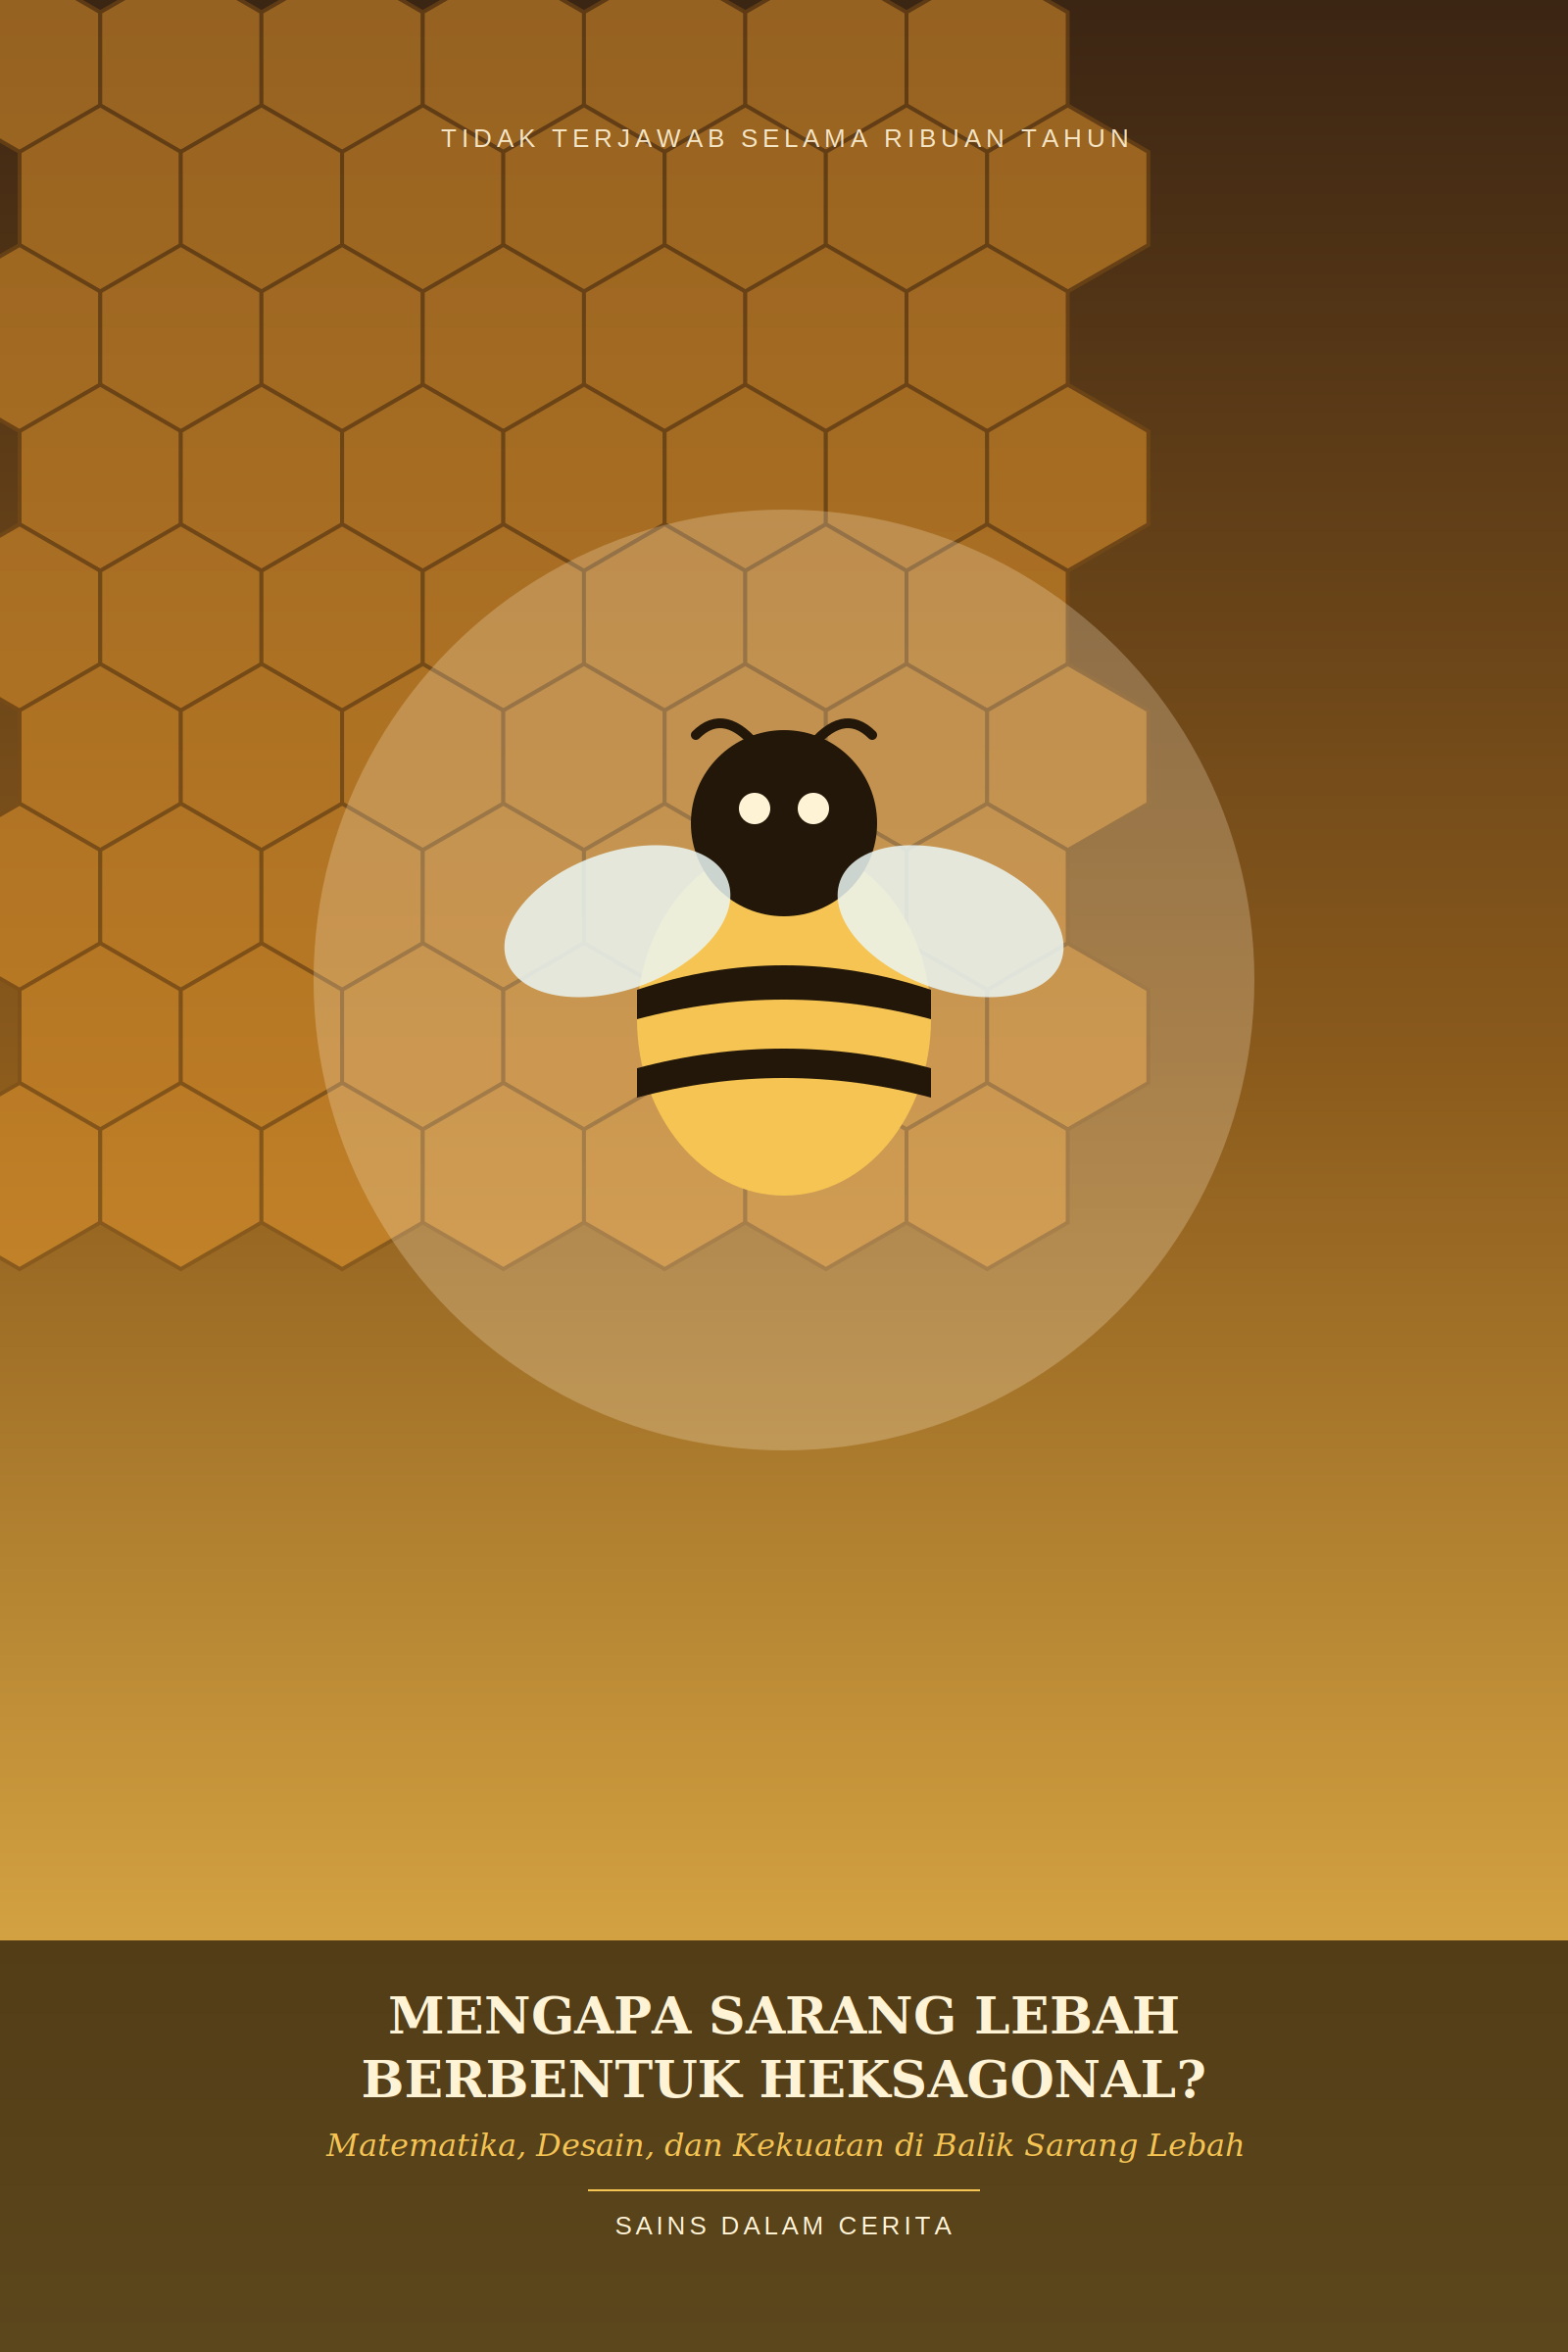 TIDAK TERJAWAB SELAMA RIBUAN TAHUN
MENGAPA SARANG LEBAH
BERBENTUK HEKSAGONAL?
Matematika, Desain, dan Kekuatan di Balik Sarang Lebah
SAINS DALAM CERITA